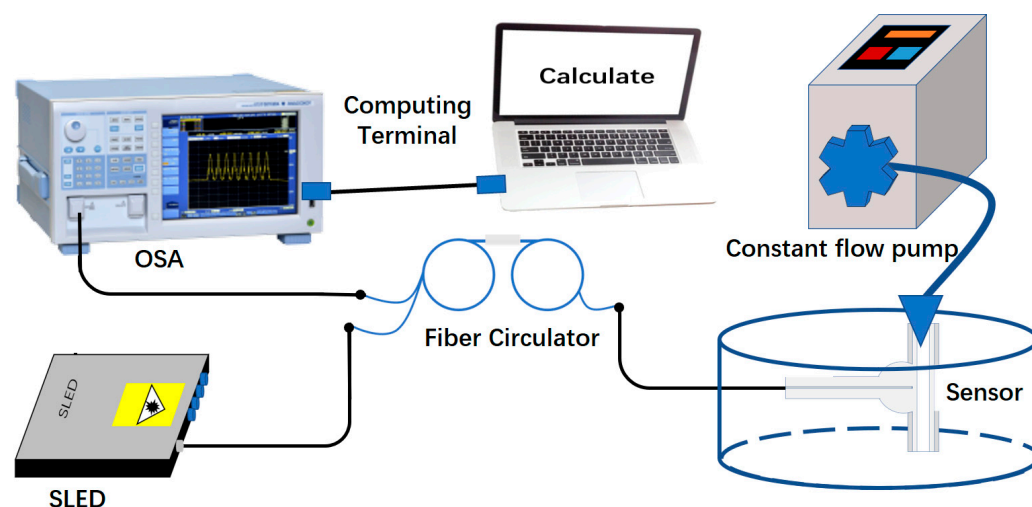 Calculate
Computing
Terminal
OSA
Constant flow pump
Fiber Circulator
Sensor
SLED
SLED